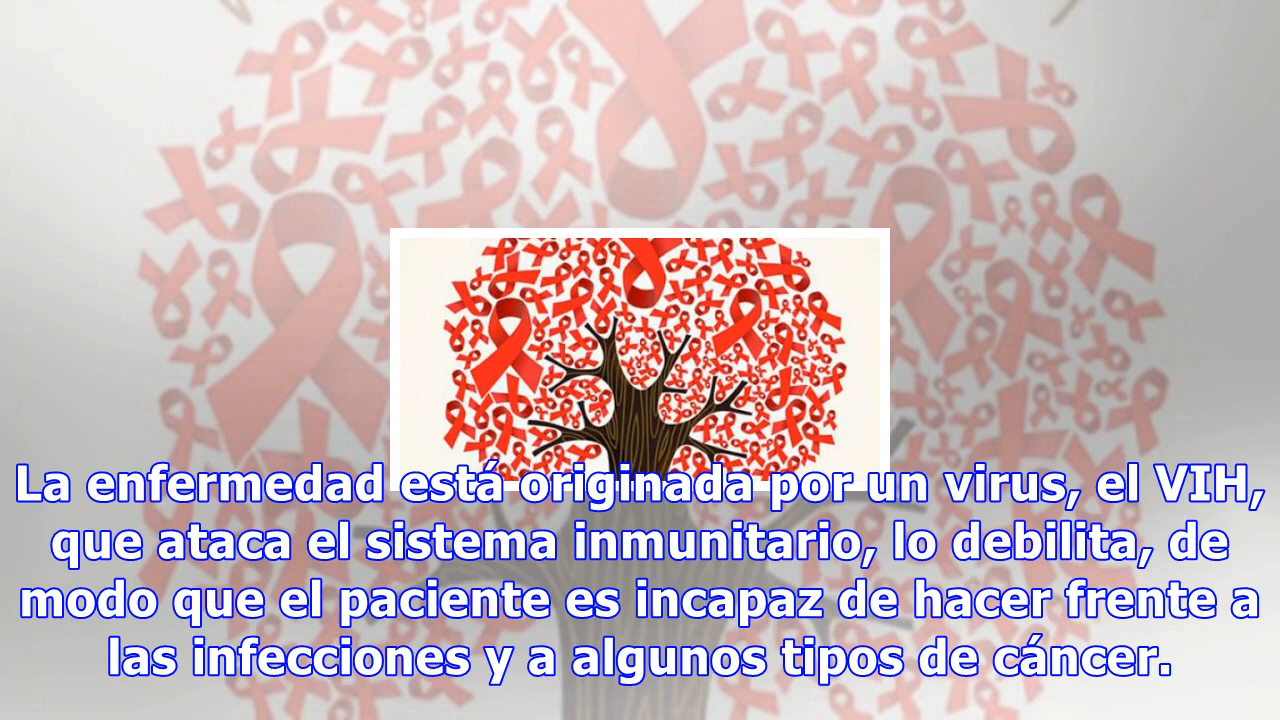 La enfermedad está originada por un virus, el VIH,
que ataca el sistema inmunitario, lo debilita, de
modo que el paciente es incapaz de hacer frente a
las infecciones y a algunos tipos de cáncer.